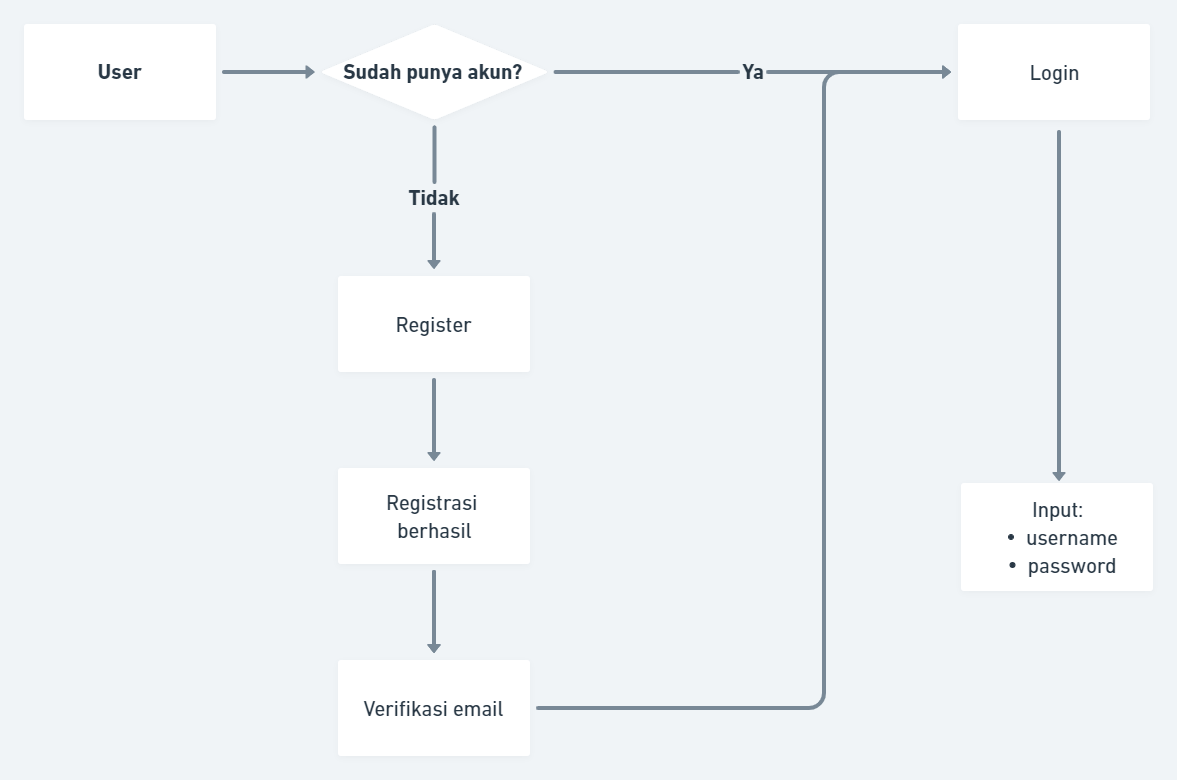 User
Sudah punya akun?
Ya
Login
Tidak
Register
Registrasi
berhasil
Input:
• username
• password
Verifikasi email